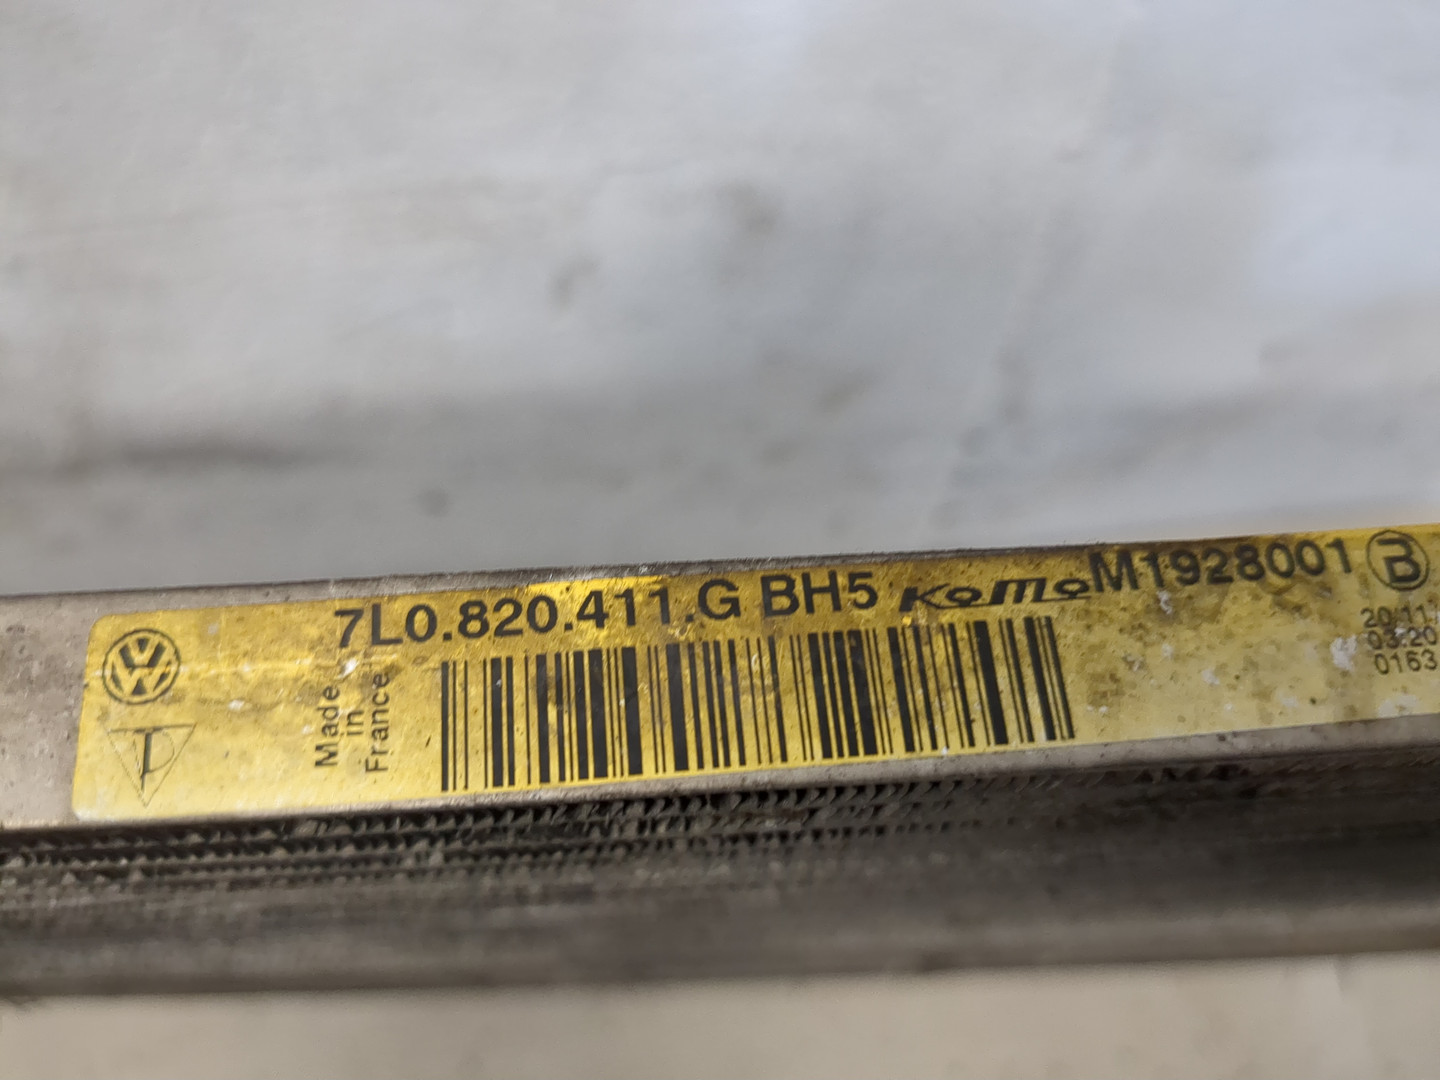 7L0.820.411.G BH5 KoMo M1928001 B
Made
in
France
20/11/
03:20
0163